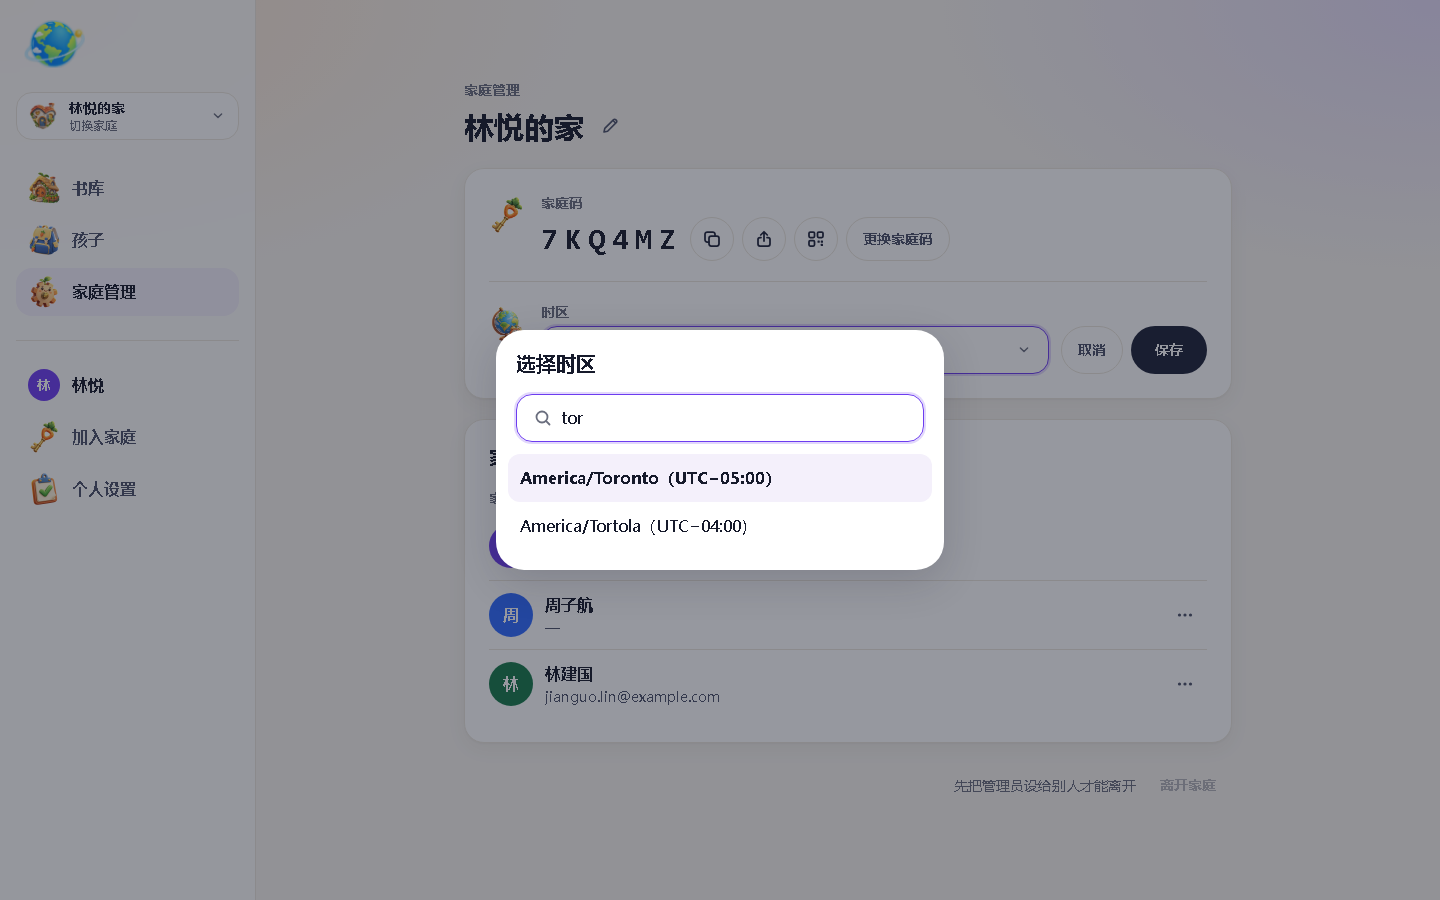 林悦的家
切换家庭
书库
孩子
家庭管理
林
林悦
加入家庭
个人设置
家庭管理
林悦的家
家庭码
7KQ4MZ
更换家庭码
时区
取消
保存
选择时区
tor
America/Toronto（UTC−05:00）
America/Tortola（UTC−04:00）
周
周子航
—
林
林建国
jianguo.lin@example.com
先把管理员设给别人才能离开
离开家庭